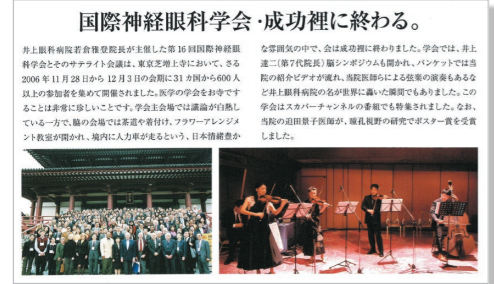 国際神経眼科学会・成功裡に終わる。
井上眼科病院若倉雅登院長が主催した第16回国際神経眼
科学会とそのサテライト会議は、東京芝増上寺において、さる
2006年11月28日から12月3日の会期に31カ国から600人
以上の参加者を集めて開催されました。医学の学会をお寺です
ることは非常に珍しいことです。学会主会場では議論が白熱し
ている一方で、脇の会場では茶道や着付け、フラワーアレンジメ
ント教室が開かれ、境内に人力車が走るという、日本情緒豊か
な雰囲気の中で、会は成功裡に終わりました。学会では、井上
達二(第7代院長)脳シンポジウムも開かれ、バンケットでは当
院の紹介ビデオが流れ、当院医師らによる弦楽の演奏もあるな
ど井上眼科病院の名が世界に轟いた瞬間でもありました。この
学会はスカパーチャンネルの番組でも特集されました。なお、
当院の迫田景子医師が、瞳孔視野の研究でポスター賞を受賞
しました。